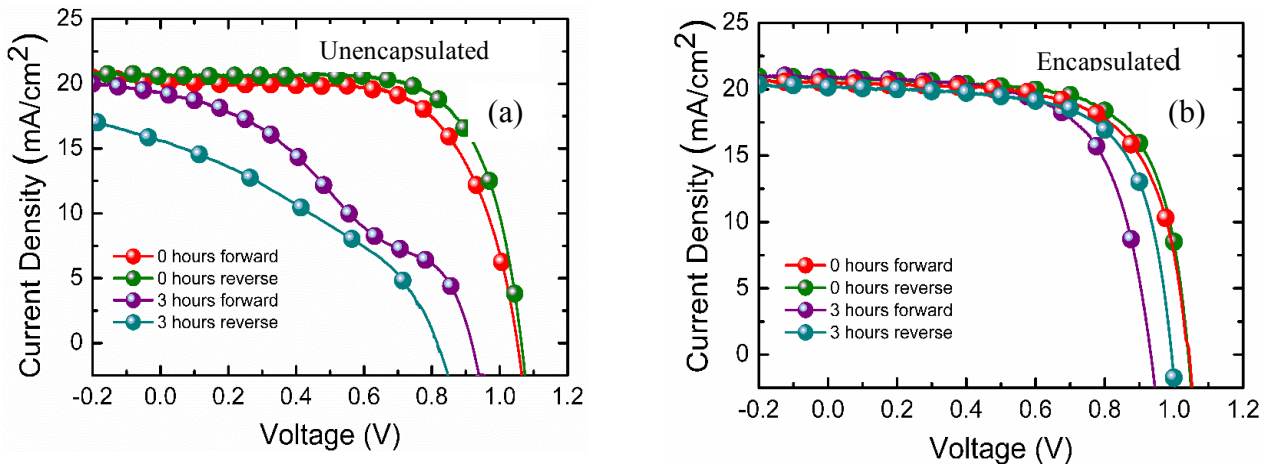 25
20
15
10
5
0
Current Density (mA/cm²)
Unencapsulated
(a)
0 hours forward
0 hours reverse
3 hours forward
3 hours reverse
-0.2 0.0 0.2 0.4 0.6 0.8 1.0 1.2
Voltage (V)
25
20
15
10
5
0
Current Density (mA/cm²)
Encapsulated
(b)
0 hours forward
0 hours reverse
3 hours forward
3 hours reverse
-0.2 0.0 0.2 0.4 0.6 0.8 1.0 1.2
Voltage (V)